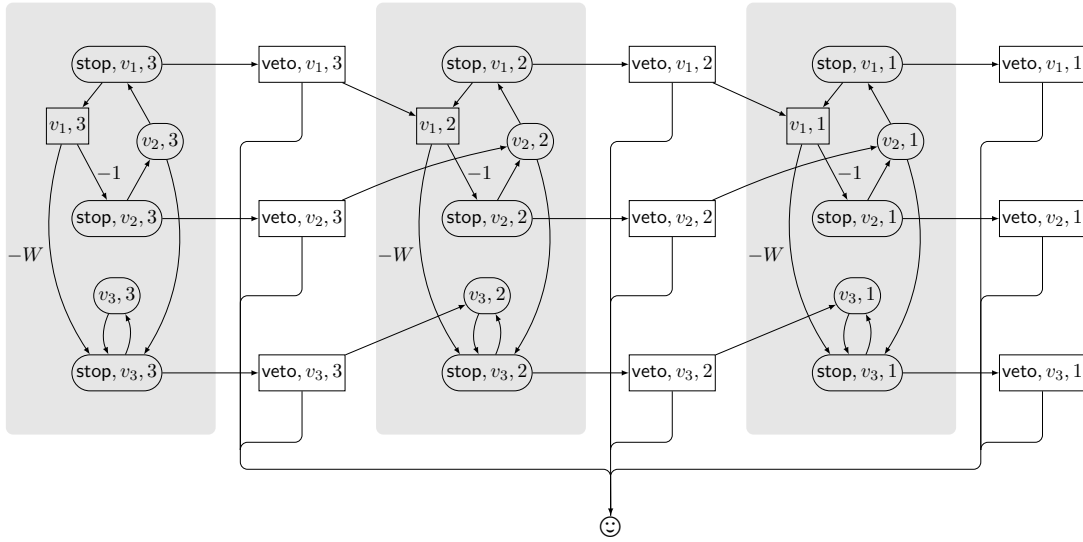 stop, v₁, 3
veto, v₁, 3
stop, v₁, 2
veto, v₁, 2
stop, v₁, 1
veto, v₁, 1
v₁, 3
v₂, 3
v₁, 2
v₂, 2
v₁, 1
v₂, 1
−1
−1
−1
stop, v₂, 3
veto, v₂, 3
stop, v₂, 2
veto, v₂, 2
stop, v₂, 1
veto, v₂, 1
−W
−W
−W
v₃, 3
v₃, 2
v₃, 1
stop, v₃, 3
veto, v₃, 3
stop, v₃, 2
veto, v₃, 2
stop, v₃, 1
veto, v₃, 1